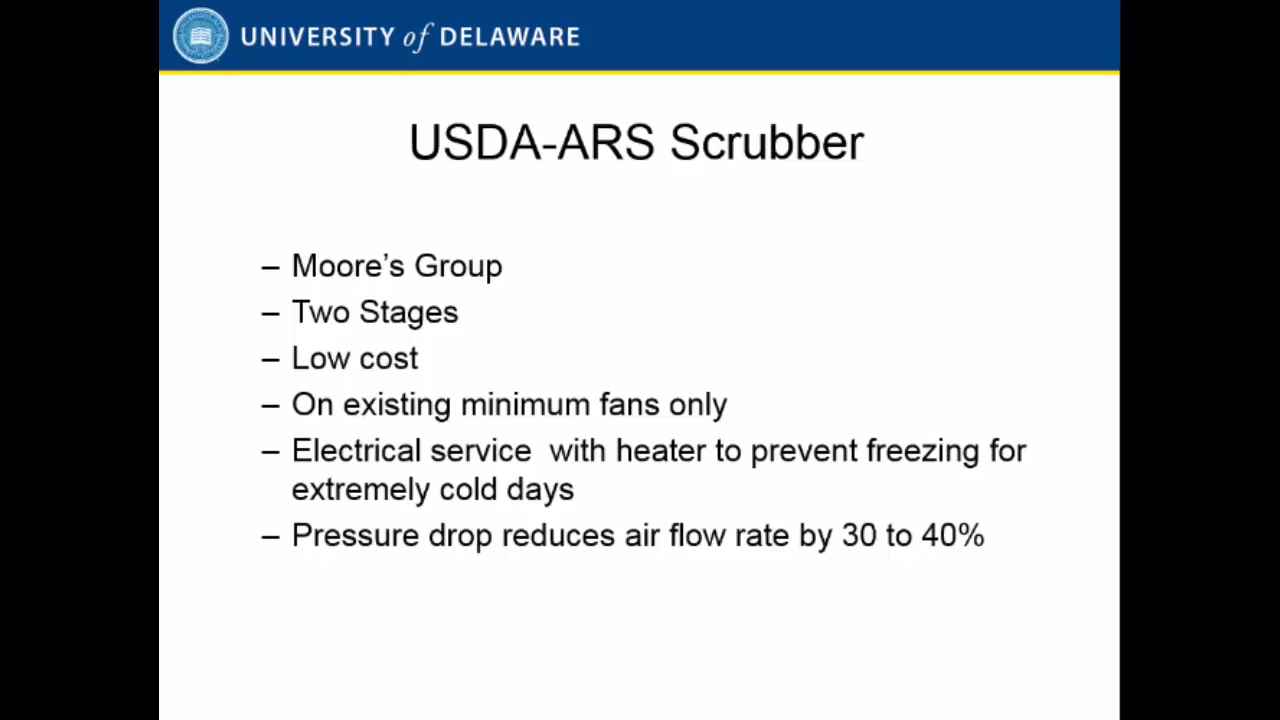 UNIVERSITY of DELAWARE
USDA-ARS Scrubber
– Moore’s Group
– Two Stages
– Low cost
– On existing minimum fans only
– Electrical service  with heater to prevent freezing for
extremely cold days
– Pressure drop reduces air flow rate by 30 to 40%